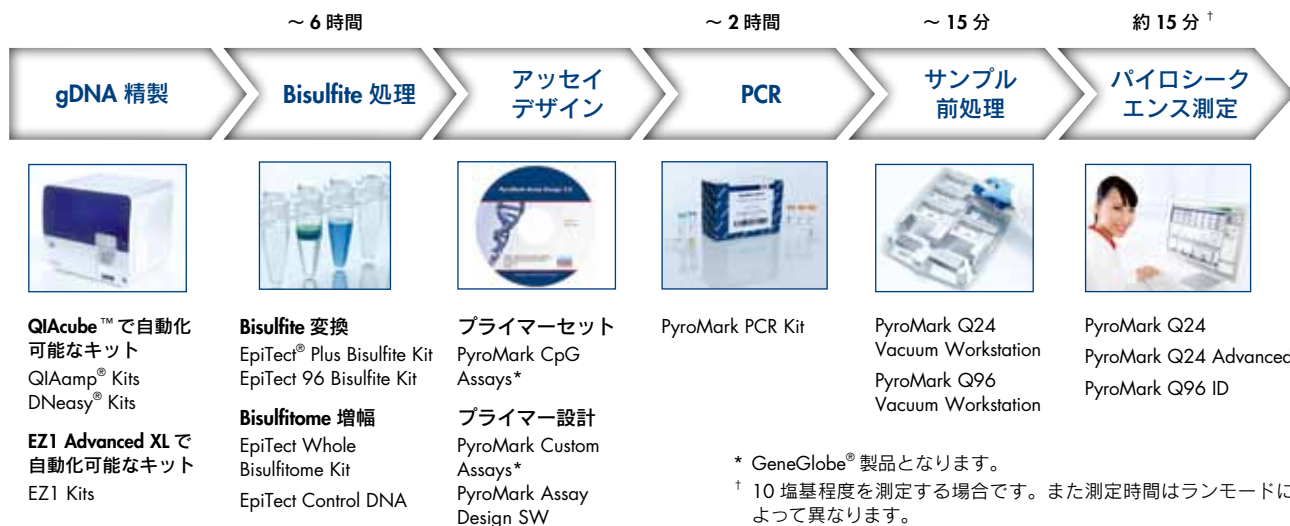 ～ 6 時間
～ 2 時間
～ 15 分
約 15 分 †
gDNA 精製
Bisulfite 処理
アッセイ
デザイン
PCR
サンプル
前処理
パイロシーク
エンス測定
QIAcube™ で自動化
可能なキット
QIAamp® Kits
DNeasy® Kits
EZ1 Advanced XL で
自動化可能なキット
EZ1 Kits
Bisulfite 変換
EpiTect® Plus Bisulfite Kit
EpiTect 96 Bisulfite Kit
Bisulfitome 増幅
EpiTect Whole
Bisulfitome Kit
EpiTect Control DNA
PyroMark Assay Design 2.0
プライマーセット
PyroMark CpG
Assays*
プライマー設計
PyroMark Custom
Assays*
PyroMark Assay
Design SW
PyroMark PCR Kit
PyroMark Q24
Vacuum Workstation
PyroMark Q96
Vacuum Workstation
PyroMark Q24
PyroMark Q24 Advanced
PyroMark Q96 ID
* GeneGlobe® 製品となります。
† 10 塩基程度を測定する場合です。また測定時間はランモードに
よって異なります。